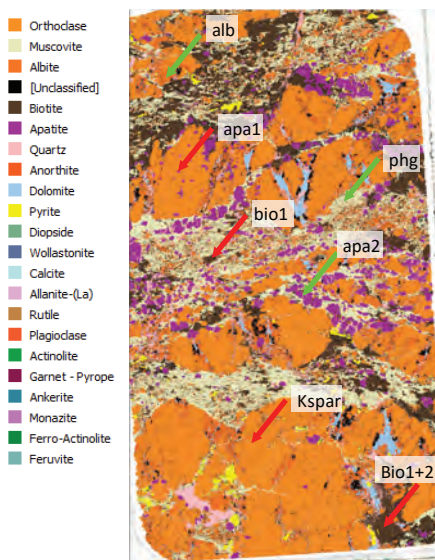 Orthoclase
Muscovite
Albite
[Unclassified]
Biotite
Apatite
Quartz
Anorthite
Dolomite
Pyrite
Diopside
Wollastonite
Calcite
Allanite-(La)
Rutile
Plagioclase
Actinolite
Garnet - Pyrope
Ankerite
Monazite
Ferro-Actinolite
Feruvite
alb
apa1
phg
bio1
apa2
Kspar
Bio1+2